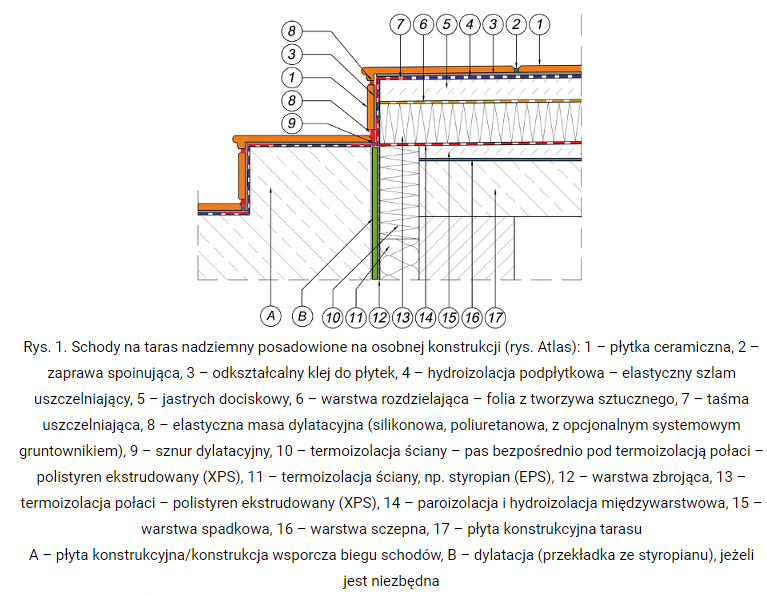 7 6 5 4 3 2 1
8
3
1
8
9
A B 10 11 12 13 14 15 16 17
Rys. 1. Schody na taras nadziemny posadowione na osobnej konstrukcji (rys. Atlas): 1 – płytka ceramiczna, 2 –
zaprawa spoinująca, 3 – odkształcalny klej do płytek, 4 – hydroizolacja podpłytkowa – elastyczny szlam
uszczelniający, 5 – jastrych dociskowy, 6 – warstwa rozdzielająca – folia z tworzywa sztucznego, 7 – taśma
uszczelniająca, 8 – elastyczna masa dylatacyjna (silikonowa, poliuretanowa, z opcjonalnym systemowym
gruntownikiem), 9 – sznur dylatacyjny, 10 – termoizolacja ściany – pas bezpośrednio pod termoizolacją połaci –
polistyren ekstrudowany (XPS), 11 – termoizolacja ściany, np. styropian (EPS), 12 – warstwa zbrojąca, 13 –
termoizolacja połaci – polistyren ekstrudowany (XPS), 14 – paroizolacja i hydroizolacja międzywarstwowa, 15 –
warstwa spadkowa, 16 – warstwa sczepna, 17 – płyta konstrukcyjna tarasu
A – płyta konstrukcyjna/konstrukcja wsporcza biegu schodów, B – dylatacja (przekładka ze styropianu), jeżeli
jest niezbędna